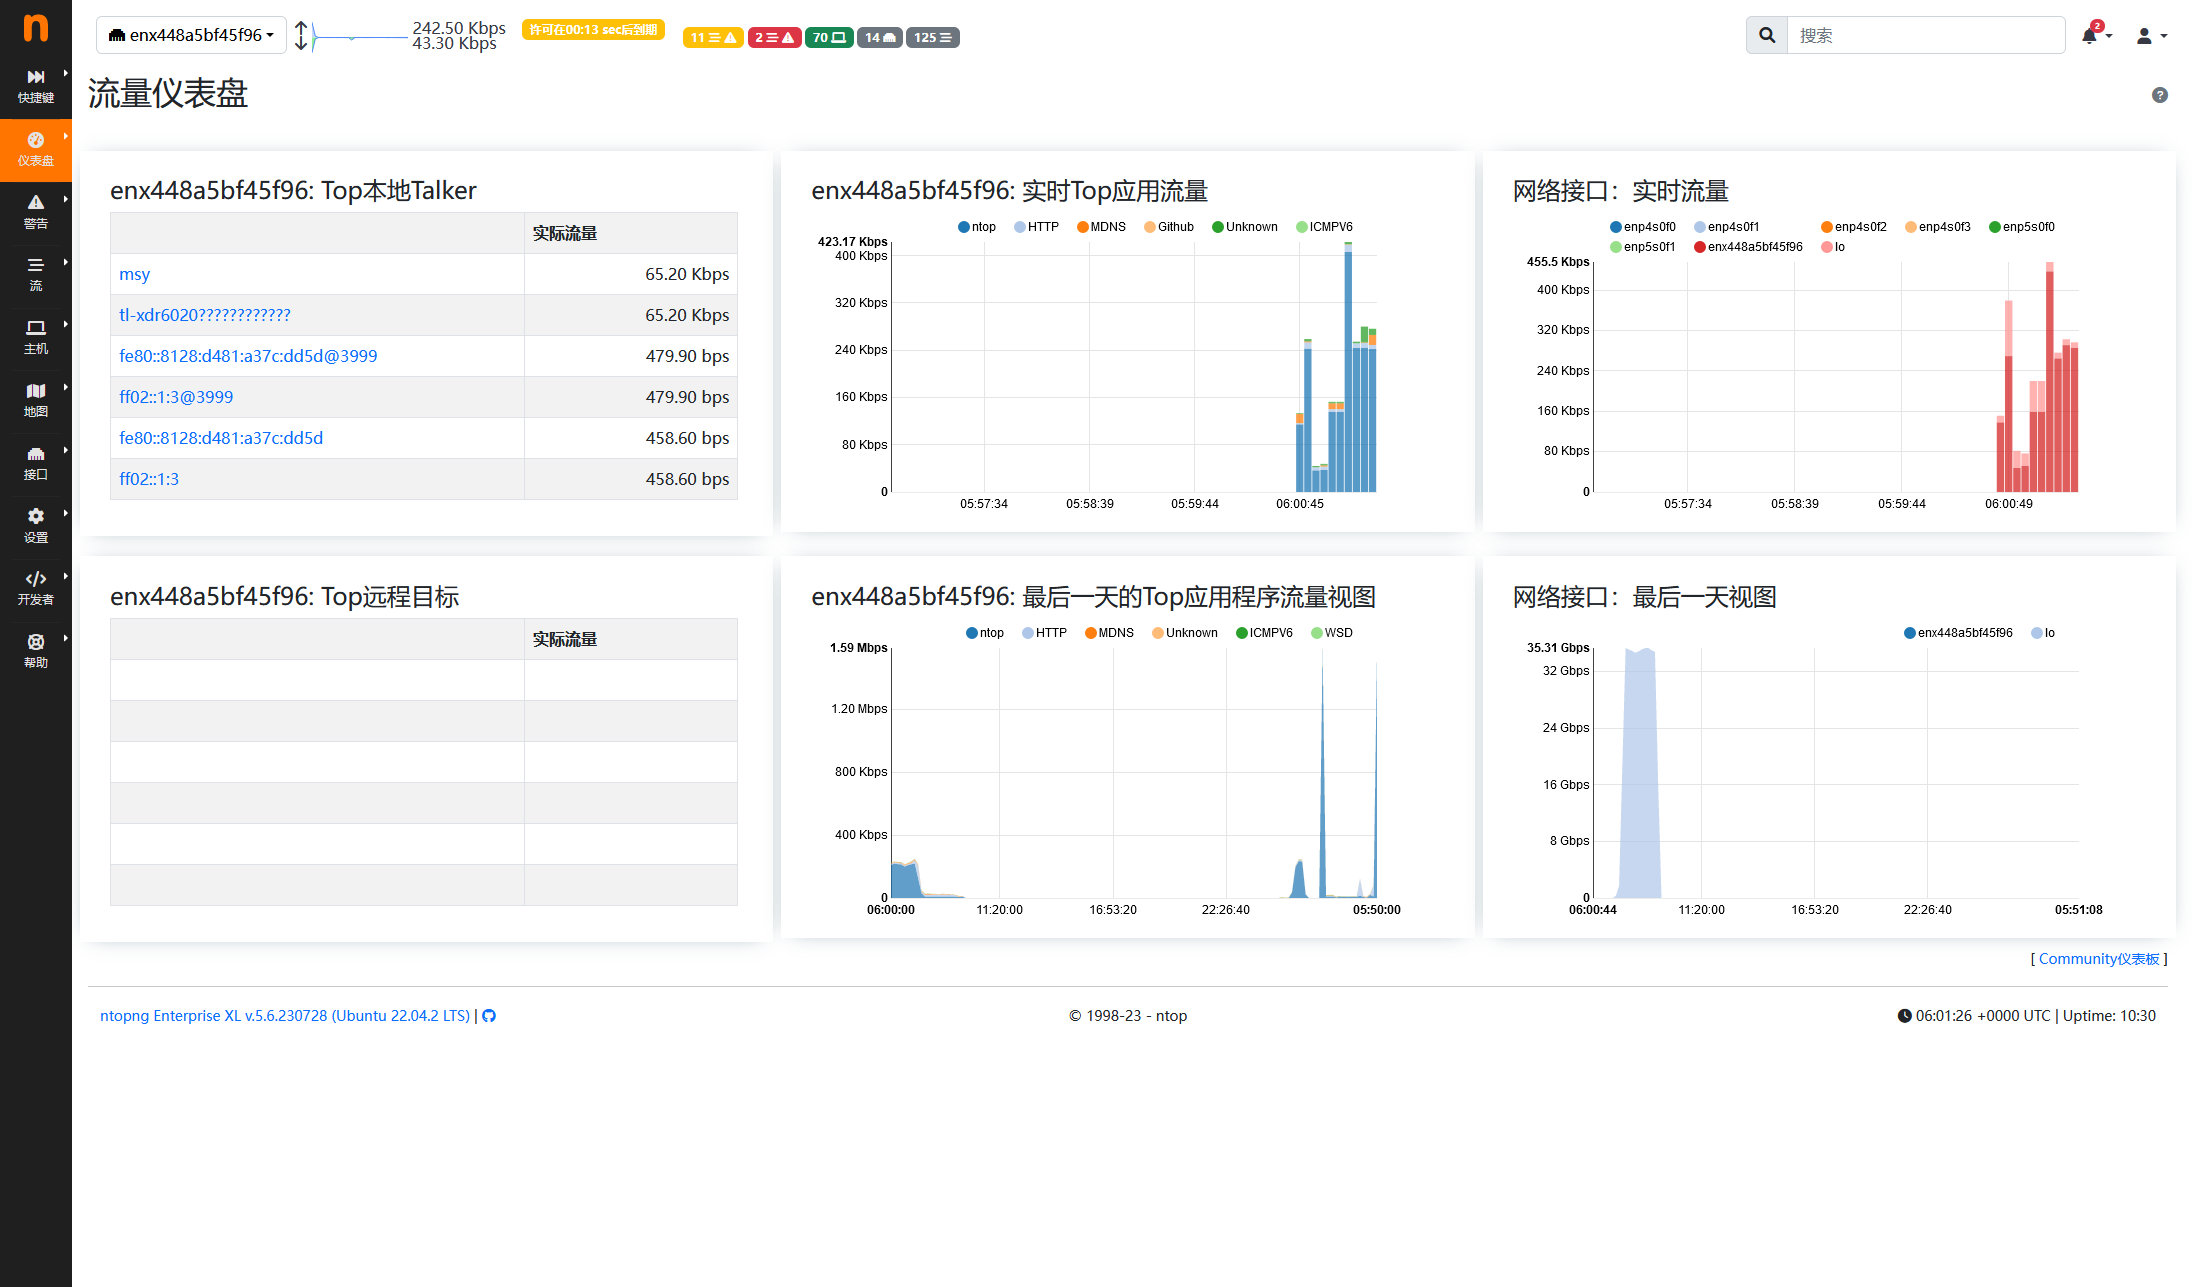 n
enx448a5bf45f96
242.50 Kbps
43.30 Kbps
许可在00:13 sec后到期
11
2
70
14
125
搜索
2
快捷键
仪表盘
警告
流
主机
地图
接口
设置
开发者
帮助
流量仪表盘
enx448a5bf45f96: Top本地Talker
实际流量
msy 65.20 Kbps
tl-xdr6020???????????? 65.20 Kbps
fe80::8128:d481:a37c:dd5d@3999 479.90 bps
ff02::1:3@3999 479.90 bps
fe80::8128:d481:a37c:dd5d 458.60 bps
ff02::1:3 458.60 bps
enx448a5bf45f96: 实时Top应用流量
ntop HTTP MDNS Github Unknown ICMPV6
423.17 Kbps
400 Kbps
320 Kbps
240 Kbps
160 Kbps
80 Kbps
0
05:57:34 05:58:39 05:59:44 06:00:45
网络接口：实时流量
enp4s0f0 enp4s0f1 enp4s0f2 enp4s0f3 enp5s0f0
enp5s0f1 enx448a5bf45f96 lo
455.5 Kbps
400 Kbps
320 Kbps
240 Kbps
160 Kbps
80 Kbps
0
05:57:34 05:58:39 05:59:44 06:00:49
enx448a5bf45f96: Top远程目标
实际流量
enx448a5bf45f96: 最后一天的Top应用程序流量视图
ntop HTTP MDNS Unknown ICMPV6 WSD
1.59 Mbps
1.20 Mbps
800 Kbps
400 Kbps
0
06:00:00 11:20:00 16:53:20 22:26:40 05:50:00
网络接口：最后一天视图
enx448a5bf45f96 lo
35.31 Gbps
32 Gbps
24 Gbps
16 Gbps
8 Gbps
0
06:00:44 11:20:00 16:53:20 22:26:40 05:51:08
[ Community仪表板 ]
ntopng Enterprise XL v.5.6.230728 (Ubuntu 22.04.2 LTS) |
© 1998-23 - ntop
06:01:26 +0000 UTC | Uptime: 10:30